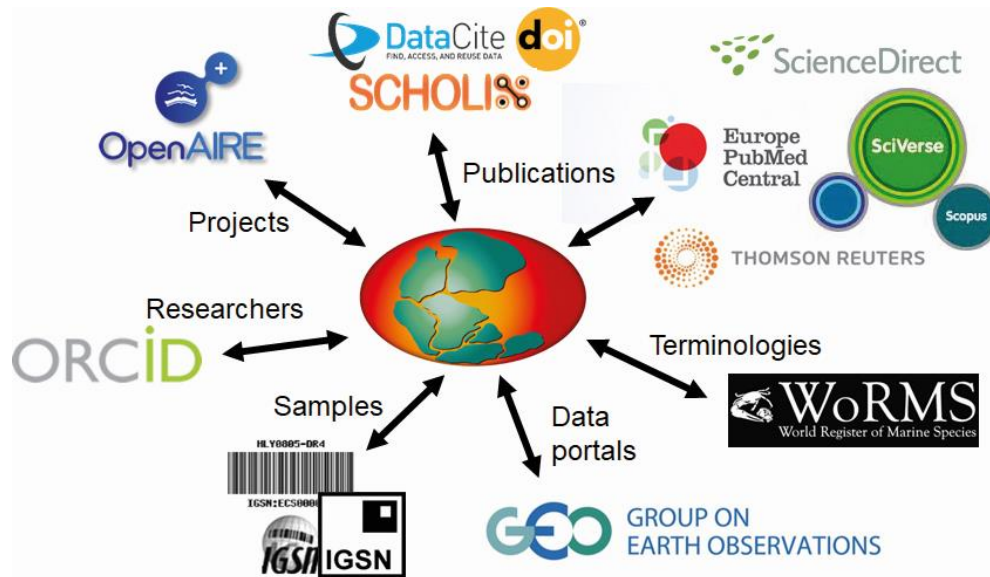 DataCite
FIND, ACCESS, AND REUSE DATA
doi®
SCHOLIX
OpenAIRE
ScienceDirect
Europe
PubMed
Central
SciVerse
Scopus
THOMSON REUTERS
Publications
Projects
Researchers
ORCiD
Terminologies
WoRMS
World Register of Marine Species
Samples
HLY0805-DR4
IGSN
IGSN
Data
portals
GEO
GROUP ON
EARTH OBSERVATIONS